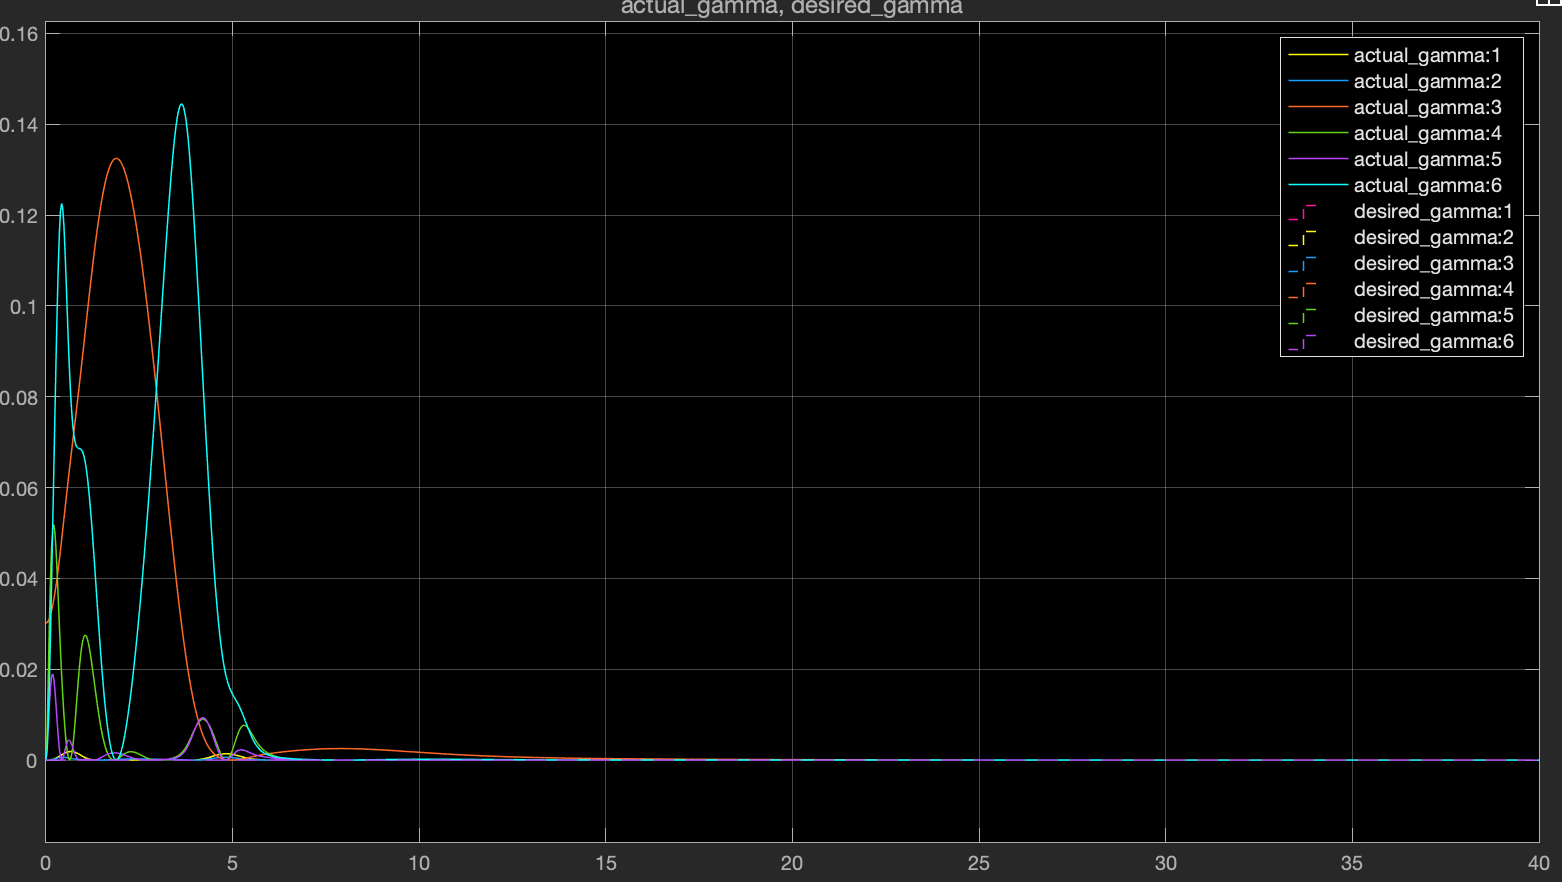 actual_gamma, desired_gamma
0.16
0.14
0.12
0.1
0.08
0.06
0.04
0.02
0
actual_gamma:1
actual_gamma:2
actual_gamma:3
actual_gamma:4
actual_gamma:5
actual_gamma:6
desired_gamma:1
desired_gamma:2
desired_gamma:3
desired_gamma:4
desired_gamma:5
desired_gamma:6
0 5 10 15 20 25 30 35 40